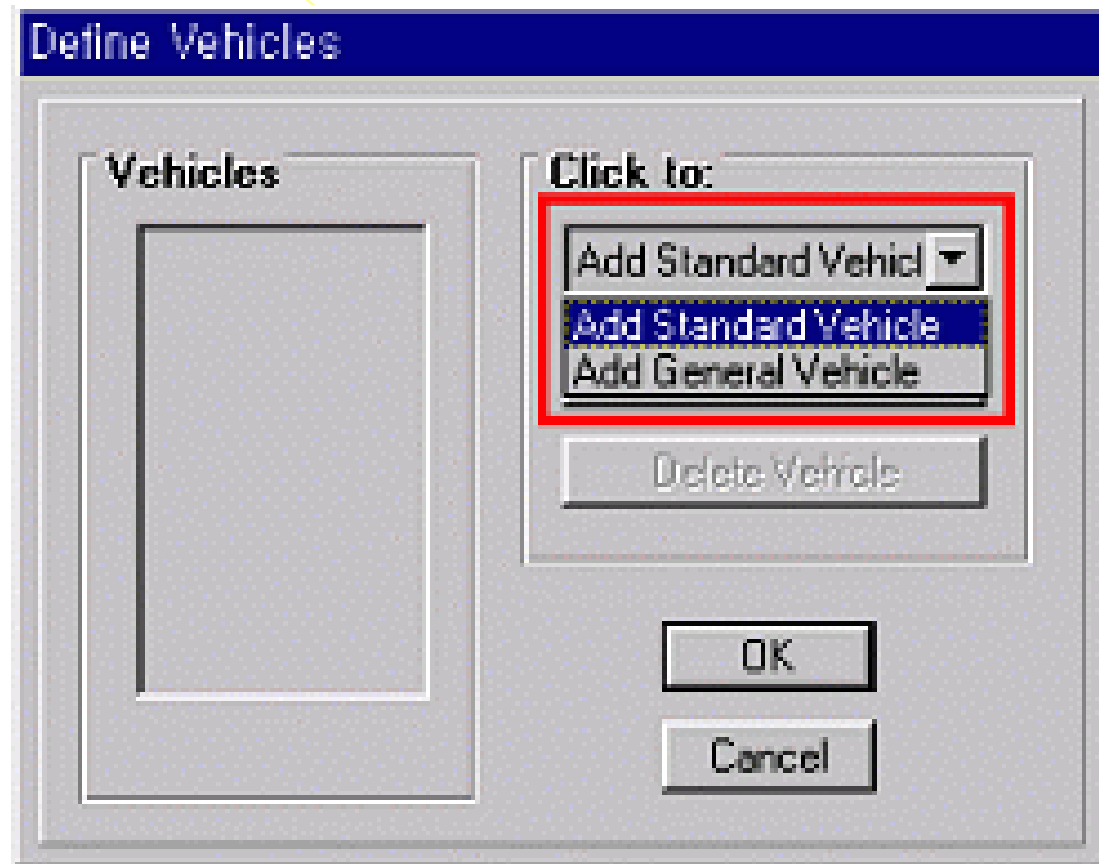 Define Vehicles
Vehicles
Click to:
Add Standard Vehicl
Add Standard Vehicle
Add General Vehicle
Delete Vehicle
OK
Cancel